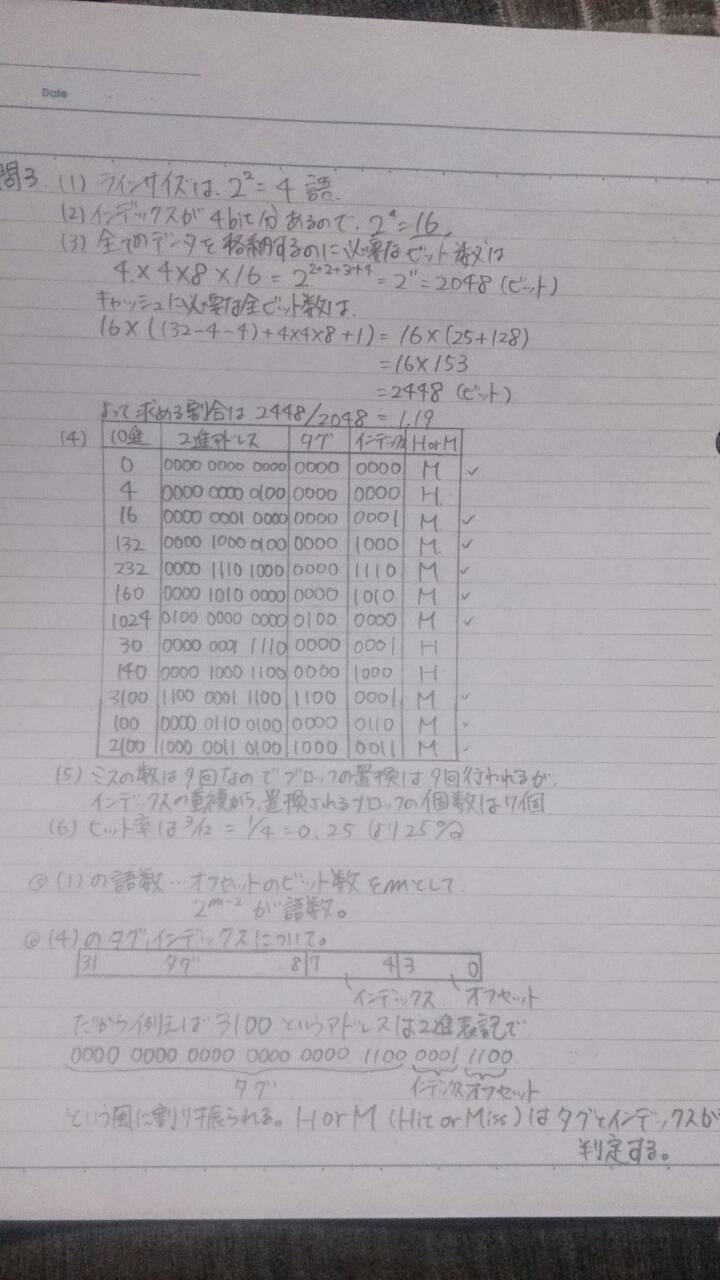 Date
問3. (1) ラインサイズは、2² = 4 語.
(2) インデックスが 4bit分あるので、2⁴ = 16.
(3) 全てのデータを格納するのに必要なビット数は
4 × 4 × 8 × 16 = 2²⁺²⁺³⁺⁴ = 2¹¹ = 2048 (ビット)
キャッシュに必要な全ビット数は、
16 × ((32-4-4) + 4×4×8 + 1) = 16 × (25 + 128)
= 16 × 153
= 2448 (ビット)
よって求める割合は 2448/2048 = 1.19
(4) 10進 2進アドレス タグ インデックス H or M
0 0000 0000 0000 0000 0000 M ✓
4 0000 0000 0100 0000 0000 H
16 0000 0001 0000 0000 0001 M ✓
132 0000 1000 0100 0000 1000 M ✓
232 0000 1110 1000 0000 1110 M ✓
160 0000 1010 0000 0000 1010 M ✓
1024 0100 0000 0000 0100 0000 M ✓
30 0000 0001 1110 0000 0001 H
140 0000 1000 1100 0000 1000 H
3100 1100 0001 1100 1100 0001 M ✓
100 0000 0110 0100 0000 0110 M ✓
2100 1000 0011 0100 1000 0011 M ✓
(5) ミスの数は9回なのでブロックの置換は9回行われるが、
インデックスの重複から、置換されるブロックの個数は7個
(6) ヒット率は 3/12 = 1/4 = 0.25 より25%
(1)の語数…オフセットのビット数をmとして、
2ᵐ⁻² が語数。
(4)のタグ、インデックスについて。
31 タグ 8 7 4 3 0
インデックス オフセット
だから例えば 3100 というアドレスは2進表記で
0000 0000 0000 0000 0000 1100 0001 1100
タグ インデックス オフセット
という風に割り振られる。H or M (Hit or Miss) はタグとインデックスが
判定する。